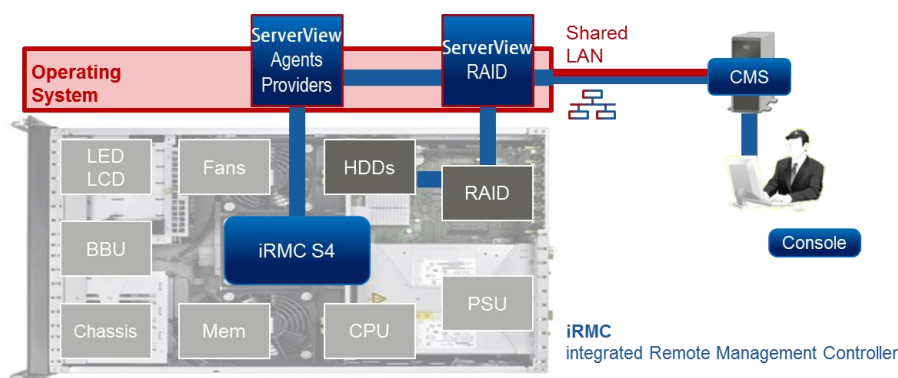 ServerView
Agents
Providers
ServerView
RAID
Shared
LAN
Operating
System
CMS
LED
LCD
Fans
HDDs
RAID
BBU
iRMC S4
Console
Chassis
Mem
CPU
PSU
iRMC
integrated Remote Management Controller